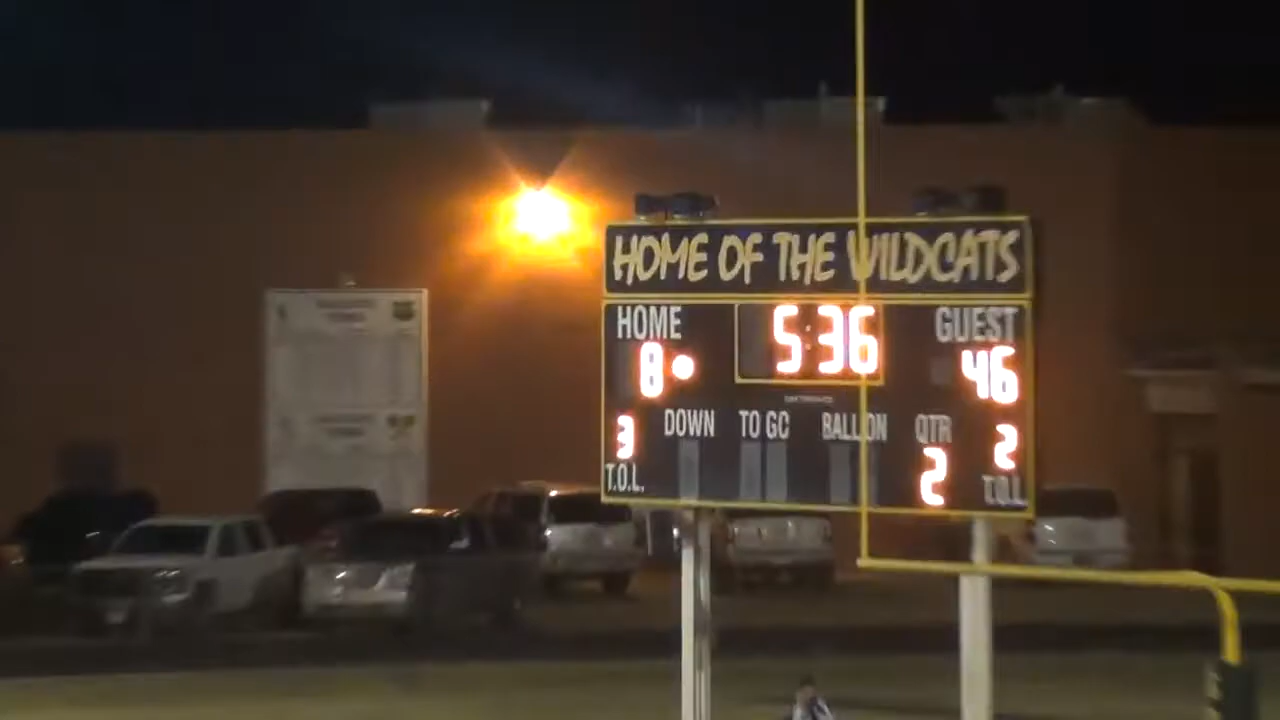 HOME OF THE WILDCATS
HOME 5:36 GUEST
8 46
3 DOWN TO GO BALL ON QTR 2
T.O.L. 2 T.O.L.